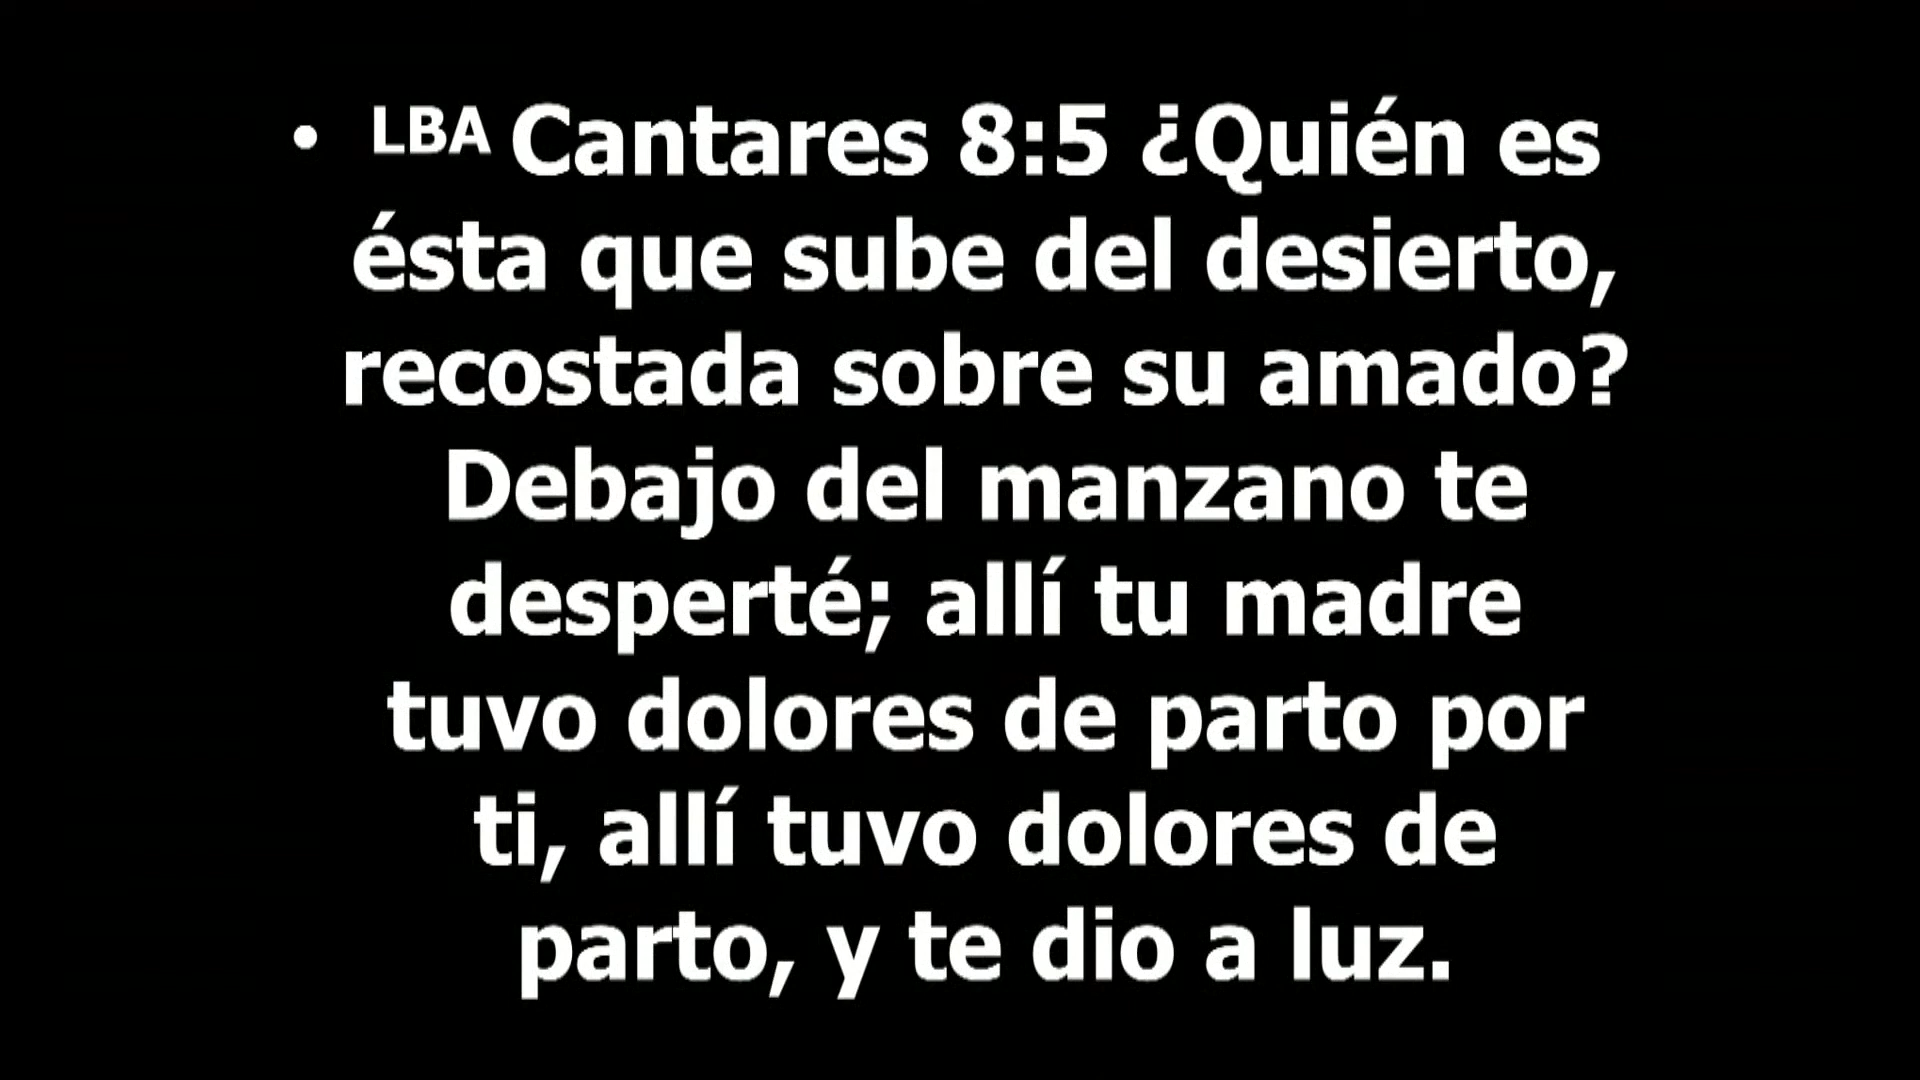 • LBA Cantares 8:5 ¿Quién es
ésta que sube del desierto,
recostada sobre su amado?
Debajo del manzano te
desperté; allí tu madre
tuvo dolores de parto por
ti, allí tuvo dolores de
parto, y te dio a luz.